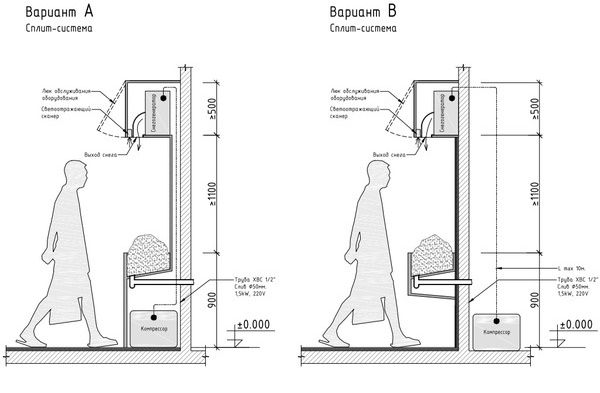 Вариант А
Сплит-система
Люк обслуживания
оборудования
Светоотражающий
сканер
Снегогенератор
Выход снега
≥500
≥1100
900
Труба ХВС 1/2"
Слив Ф50мм.
1,5kW, 220V
Компрессор
±0.000
Вариант В
Сплит-система
Люк обслуживания
оборудования
Светоотражающий
сканер
Снегогенератор
Выход снега
≥500
≥1100
900
L max 10м.
Труба ХВС 1/2"
Слив Ф50мм.
1,5kW, 220V
Компрессор
±0.000